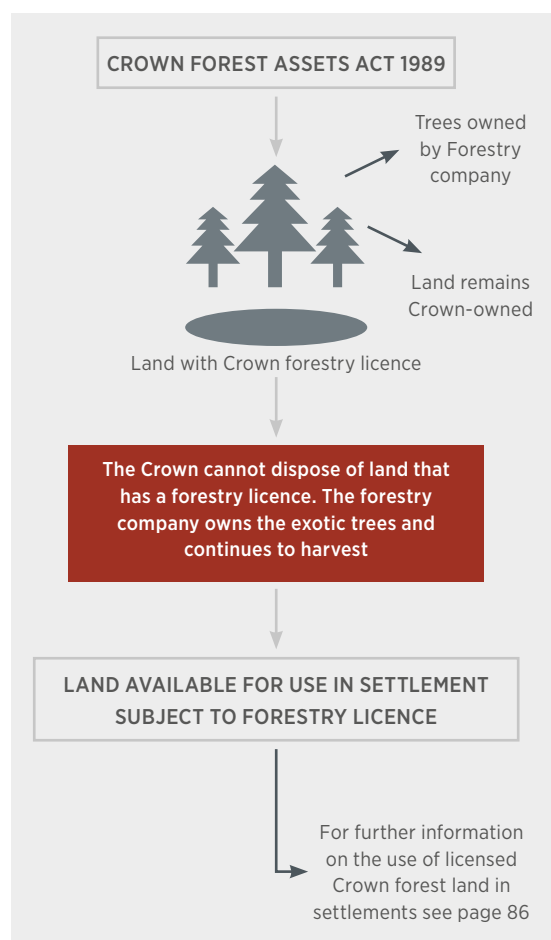 CROWN FOREST ASSETS ACT 1989
Trees owned
by Forestry
company
Land remains
Crown-owned
Land with Crown forestry licence
The Crown cannot dispose of land that
has a forestry licence. The forestry
company owns the exotic trees and
continues to harvest
LAND AVAILABLE FOR USE IN SETTLEMENT
SUBJECT TO FORESTRY LICENCE
For further information
on the use of licensed
Crown forest land in
settlements see page 86